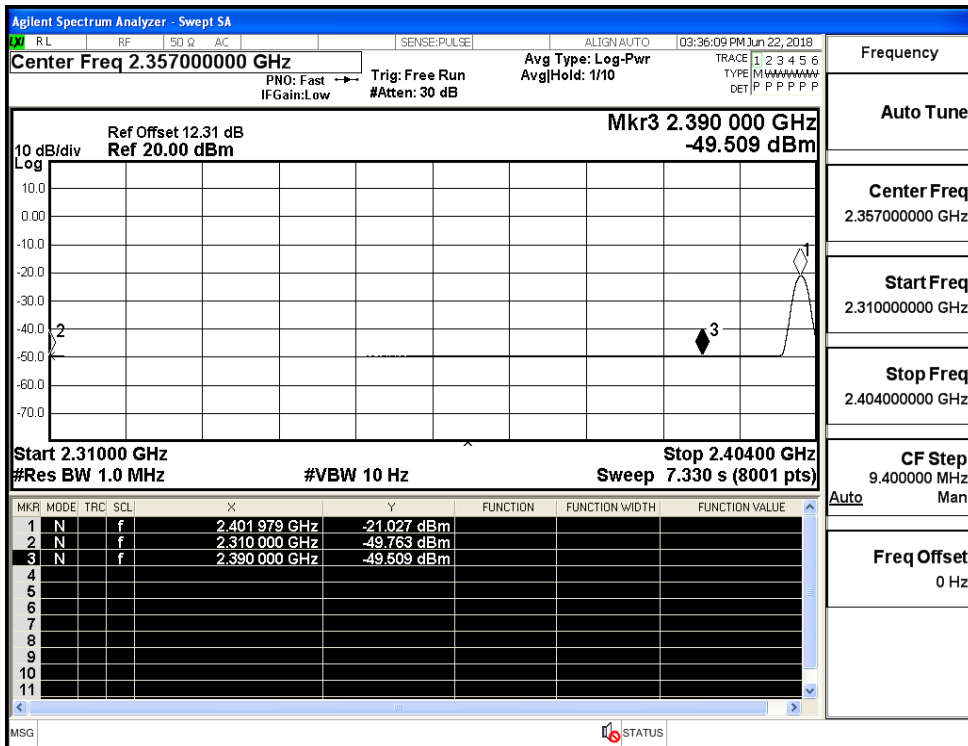 Agilent Spectrum Analyzer - Swept SA
LXI RL RF 50 Ω AC SENSE:PULSE ALIGNAUTO 03:36:09 PM Jun 22, 2018
Center Freq 2.357000000 GHz
PNO: Fast
IFGain:Low
Trig: Free Run
#Atten: 30 dB
Avg Type: Log-Pwr
Avg|Hold: 1/10
TRACE 1 2 3 4 5 6
TYPE M WWWWW
DET P P P P P P
Ref Offset 12.31 dB
10 dB/div Ref 20.00 dBm
Log
Mkr3 2.390 000 GHz
-49.509 dBm
10.0
0.00
-10.0
-20.0
-30.0
-40.0
-50.0
-60.0
-70.0
1
2
3
Start 2.31000 GHz Stop 2.40400 GHz
#Res BW 1.0 MHz #VBW 10 Hz Sweep 7.330 s (8001 pts)
MKR MODE TRC SCL X Y FUNCTION FUNCTION WIDTH FUNCTION VALUE
1 N f 2.401 979 GHz -21.027 dBm
2 N f 2.310 000 GHz -49.763 dBm
3 N f 2.390 000 GHz -49.509 dBm
4
5
6
7
8
9
10
11
MSG STATUS
Frequency
Auto Tune
Center Freq
2.357000000 GHz
Start Freq
2.310000000 GHz
Stop Freq
2.404000000 GHz
CF Step
9.400000 MHz
Auto Man
Freq Offset
0 Hz